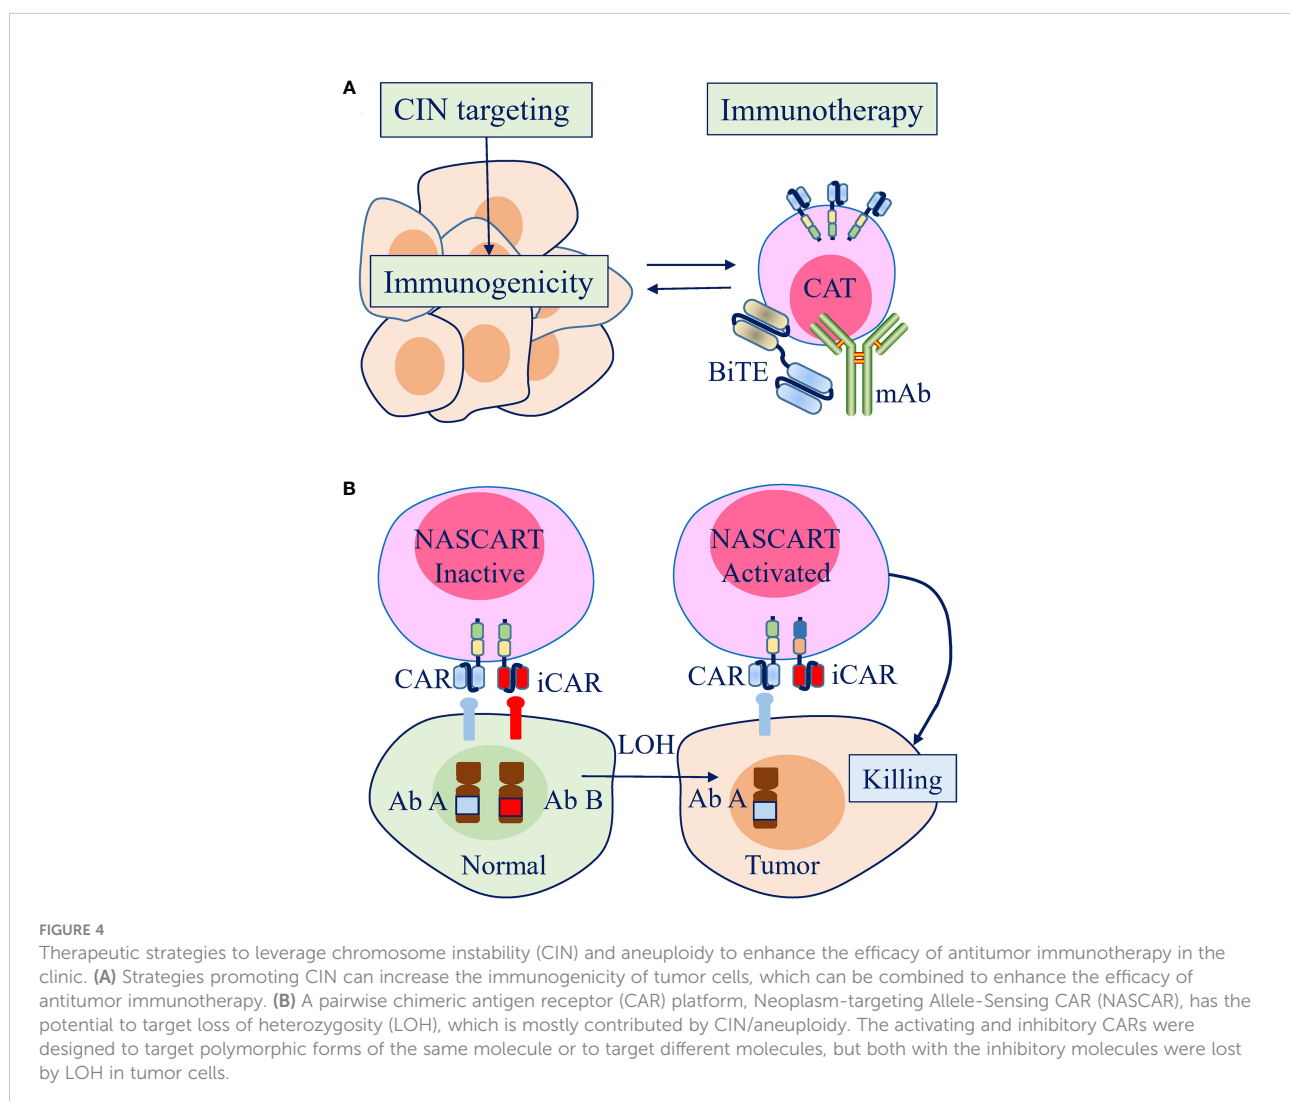 A
CIN targeting
Immunotherapy
Immunogenicity
CAT
BiTE
mAb
B
NASCART
Inactive
NASCART
Activated
CAR
iCAR
CAR
iCAR
LOH
Ab A
Ab B
Ab A
Killing
Normal
Tumor
FIGURE 4
Therapeutic strategies to leverage chromosome instability (CIN) and aneuploidy to enhance the efficacy of antitumor immunotherapy in the
clinic. (A) Strategies promoting CIN can increase the immunogenicity of tumor cells, which can be combined to enhance the efficacy of
antitumor immunotherapy. (B) A pairwise chimeric antigen receptor (CAR) platform, Neoplasm-targeting Allele-Sensing CAR (NASCAR), has the
potential to target loss of heterozygosity (LOH), which is mostly contributed by CIN/aneuploidy. The activating and inhibitory CARs were
designed to target polymorphic forms of the same molecule or to target different molecules, but both with the inhibitory molecules were lost
by LOH in tumor cells.